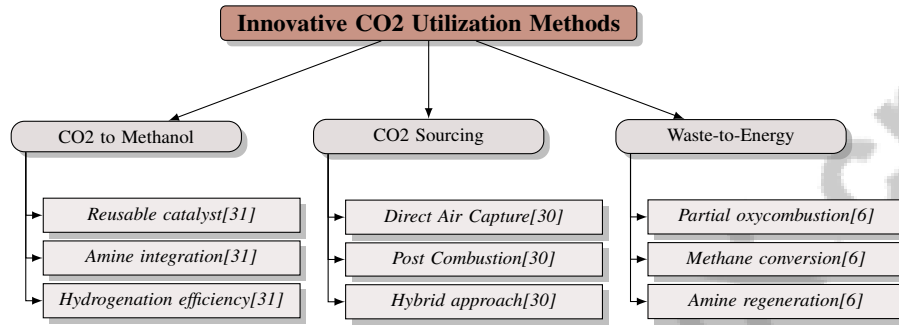 Innovative CO2 Utilization Methods
CO2 to Methanol
CO2 Sourcing
Waste-to-Energy
Reusable catalyst[31]
Direct Air Capture[30]
Partial oxycombustion[6]
Amine integration[31]
Post Combustion[30]
Methane conversion[6]
Hydrogenation efficiency[31]
Hybrid approach[30]
Amine regeneration[6]